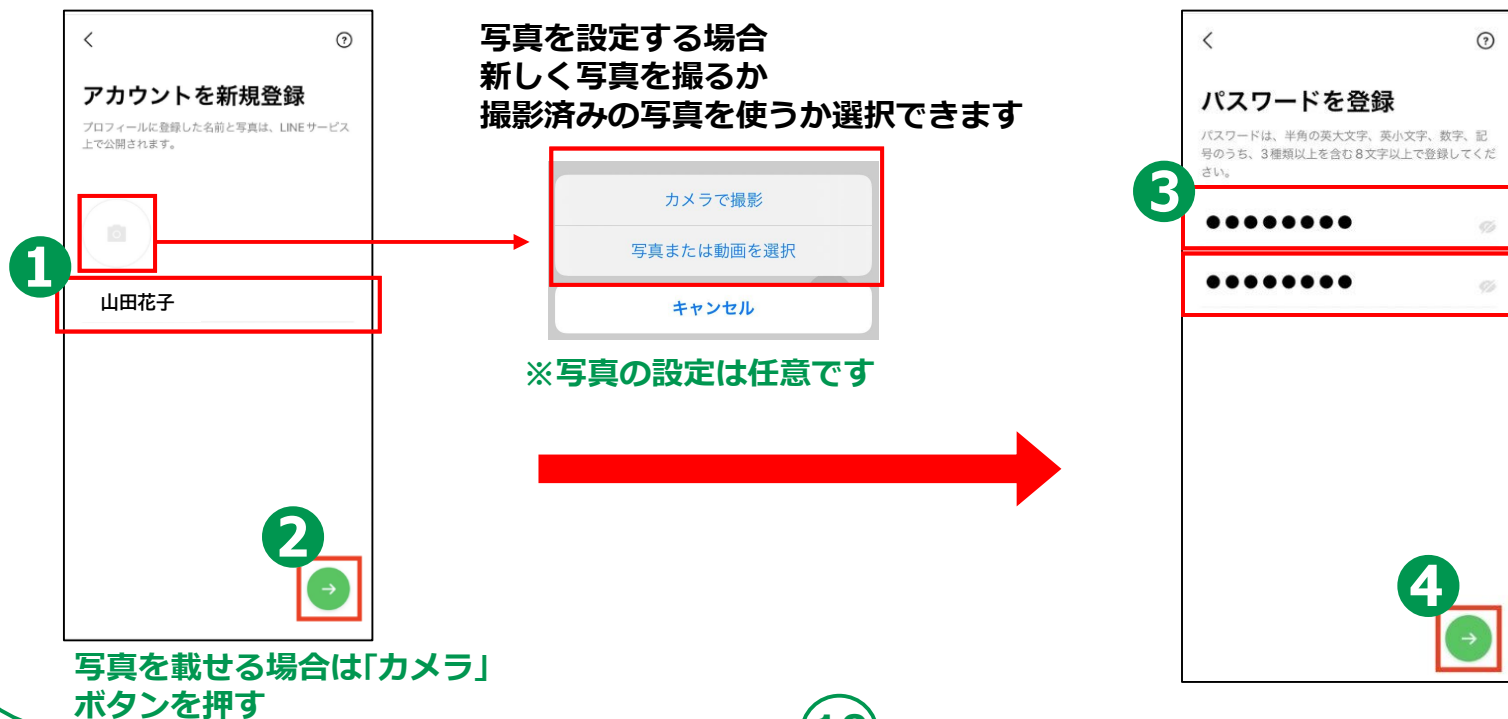 アカウントを新規登録
プロフィールに登録した名前と写真は、LINEサービス
上で公開されます。
1
山田花子
2
写真を載せる場合は「カメラ」
ボタンを押す
写真を設定する場合
新しく写真を撮るか
撮影済みの写真を使うか選択できます
カメラで撮影
写真または動画を選択
キャンセル
※写真の設定は任意です
パスワードを登録
パスワードは、半角の英大文字、英小文字、数字、記
号のうち、3種類以上を含む8文字以上で登録してくだ
さい。
3
●●●●●●●●
●●●●●●●●
4